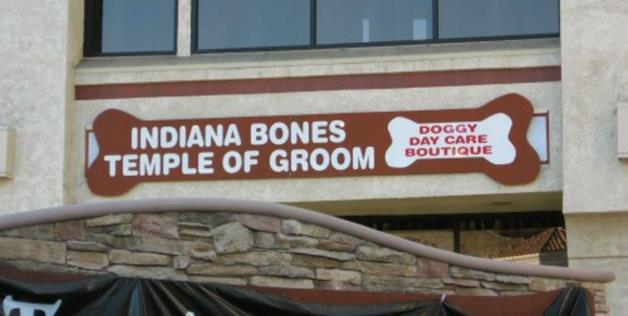 INDIANA BONES
TEMPLE OF GROOM
DOGGY
DAY CARE
BOUTIQUE